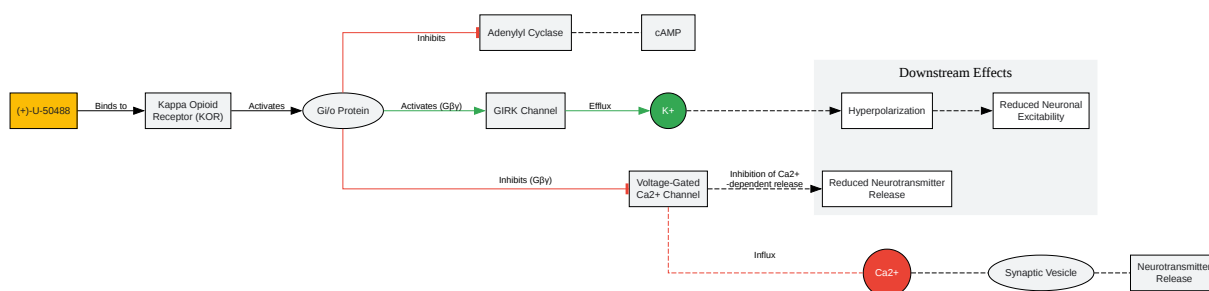 Inhibits
Adenylyl Cyclase
cAMP
Downstream Effects
(+)-U-50488
Binds to
Kappa Opioid
Receptor (KOR)
Activates
Gi/o Protein
Activates (Gβγ)
GIRK Channel
Efflux
K+
Hyperpolarization
Reduced Neuronal
Excitability
Inhibits (Gβγ)
Voltage-Gated
Ca2+ Channel
Inhibition of Ca2+
-dependent release
Reduced Neurotransmitter
Release
Influx
Ca2+
Synaptic Vesicle
Neurotransmitter
Release